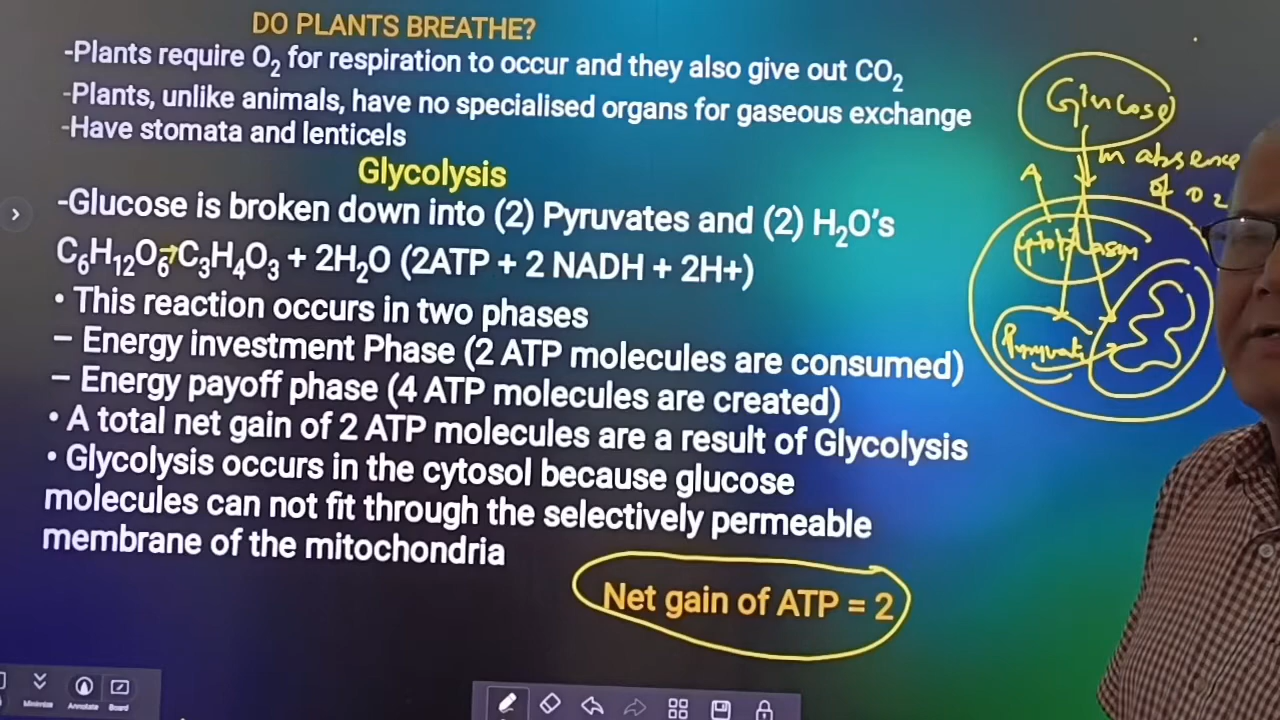 DO PLANTS BREATHE?
-Plants require O₂ for respiration to occur and they also give out CO₂
-Plants, unlike animals, have no specialised organs for gaseous exchange
-Have stomata and lenticels
Glycolysis
-Glucose is broken down into (2) Pyruvates and (2) H₂O's
C₆H₁₂O₆→C₃H₄O₃ + 2H₂O (2ATP + 2 NADH + 2H+)
• This reaction occurs in two phases
– Energy investment Phase (2 ATP molecules are consumed)
– Energy payoff phase (4 ATP molecules are created)
• A total net gain of 2 ATP molecules are a result of Glycolysis
• Glycolysis occurs in the cytosol because glucose
molecules can not fit through the selectively permeable
membrane of the mitochondria
Net gain of ATP = 2
Glucose
In absence
of O2
Cytoplasm
Pyruvate
Minimize
Annotate
Board